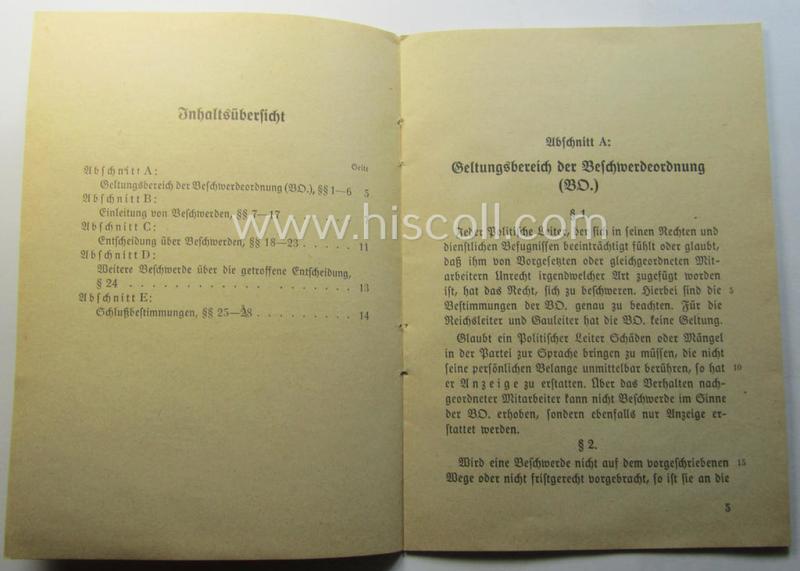 Inhaltsübersicht
Seite
Abschnitt A:
Geltungsbereich der Beschwerdeordnung (BO.), §§ 1—6 5
Abschnitt B:
Einleitung von Beschwerden, §§ 7—17 . . . .
Abschnitt C:
Entscheidung über Beschwerden, §§ 18—23 . . . . . 11
Abschnitt D:
Weitere Beschwerde über die getroffene Entscheidung,
§ 24 . . . . . . . . . . . . . . . . . 13
Abschnitt E:
Schlußbestimmungen, §§ 25—28 . . . . . . . . 14
Abschnitt A:
Geltungsbereich der Beschwerdeordnung
(BO.)
§ 1.
Jeder Politische Leiter, der sich in seinen Rechten und
dienstlichen Befugnissen beeinträchtigt fühlt oder glaubt,
daß ihm von Vorgesetzten oder gleichgeordneten Mit-
arbeitern Unrecht irgendwelcher Art zugefügt worden
ist, hat das Recht, sich zu beschweren. Hierbei sind die 5
Bestimmungen der BO. genau zu beachten. Für die
Reichsleiter und Gauleiter hat die BO. keine Geltung.
Glaubt ein Politischer Leiter Schäden oder Mängel
in der Partei zur Sprache bringen zu müssen, die nicht
seine persönlichen Belange unmittelbar berühren, so hat 10
er Anzeige zu erstatten. Über das Verhalten nach-
geordneter Mitarbeiter kann nicht Beschwerde im Sinne
der BO. erhoben, sondern ebenfalls nur Anzeige er-
stattet werden.
§ 2.
Wird eine Beschwerde nicht auf dem vorgeschriebenen 15
Wege oder nicht fristgerecht vorgebracht, so ist sie an die
5
www.hiscoll.com